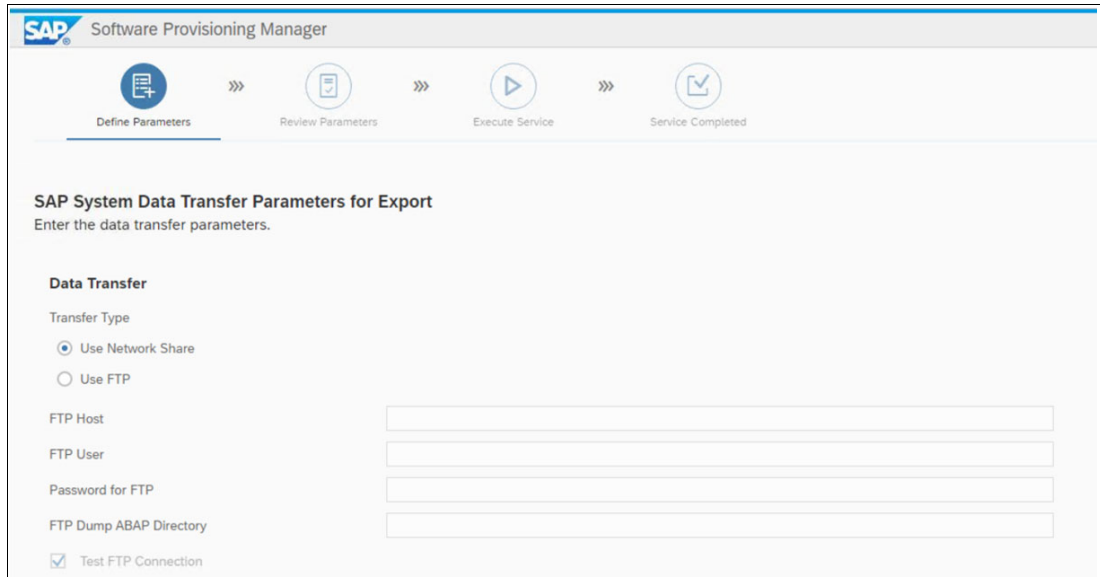 SAP® Software Provisioning Manager
Define Parameters Review Parameters Execute Service Service Completed
SAP System Data Transfer Parameters for Export
Enter the data transfer parameters.
Data Transfer
Transfer Type
Use Network Share
Use FTP
FTP Host
FTP User
Password for FTP
FTP Dump ABAP Directory
Test FTP Connection